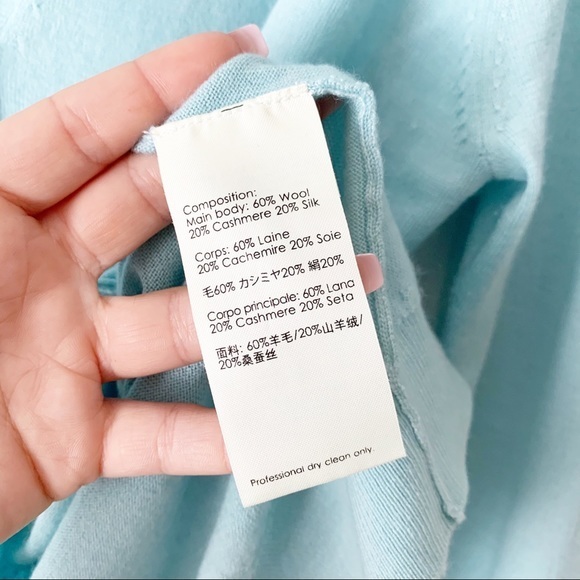 Composition:
Main body: 60% Wool
20% Cashmere 20% Silk
Corps: 60% Laine
20% Cachemire 20% Soie
毛60% カシミヤ20% 絹20%
Corpo principale: 60% Lana
20% Cashmere 20% Seta
面料: 60%羊毛/20%山羊绒/
20%桑蚕丝
Professional dry clean only.